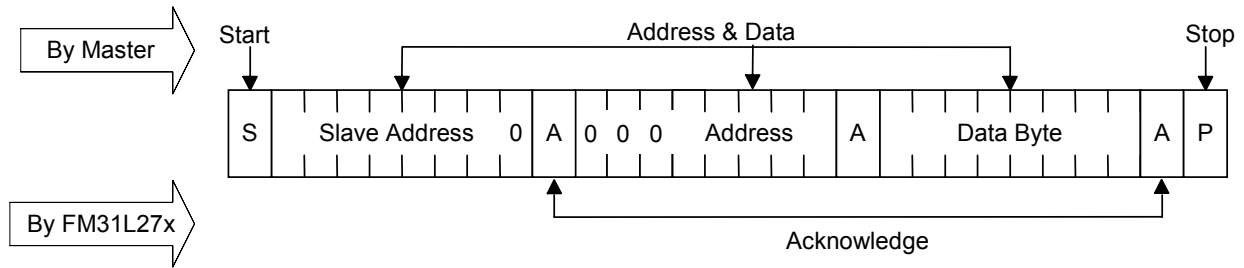 By Master
Start
Address & Data
Stop
S Slave Address 0 A 0 0 0 Address A Data Byte A P
By FM31L27x
Acknowledge